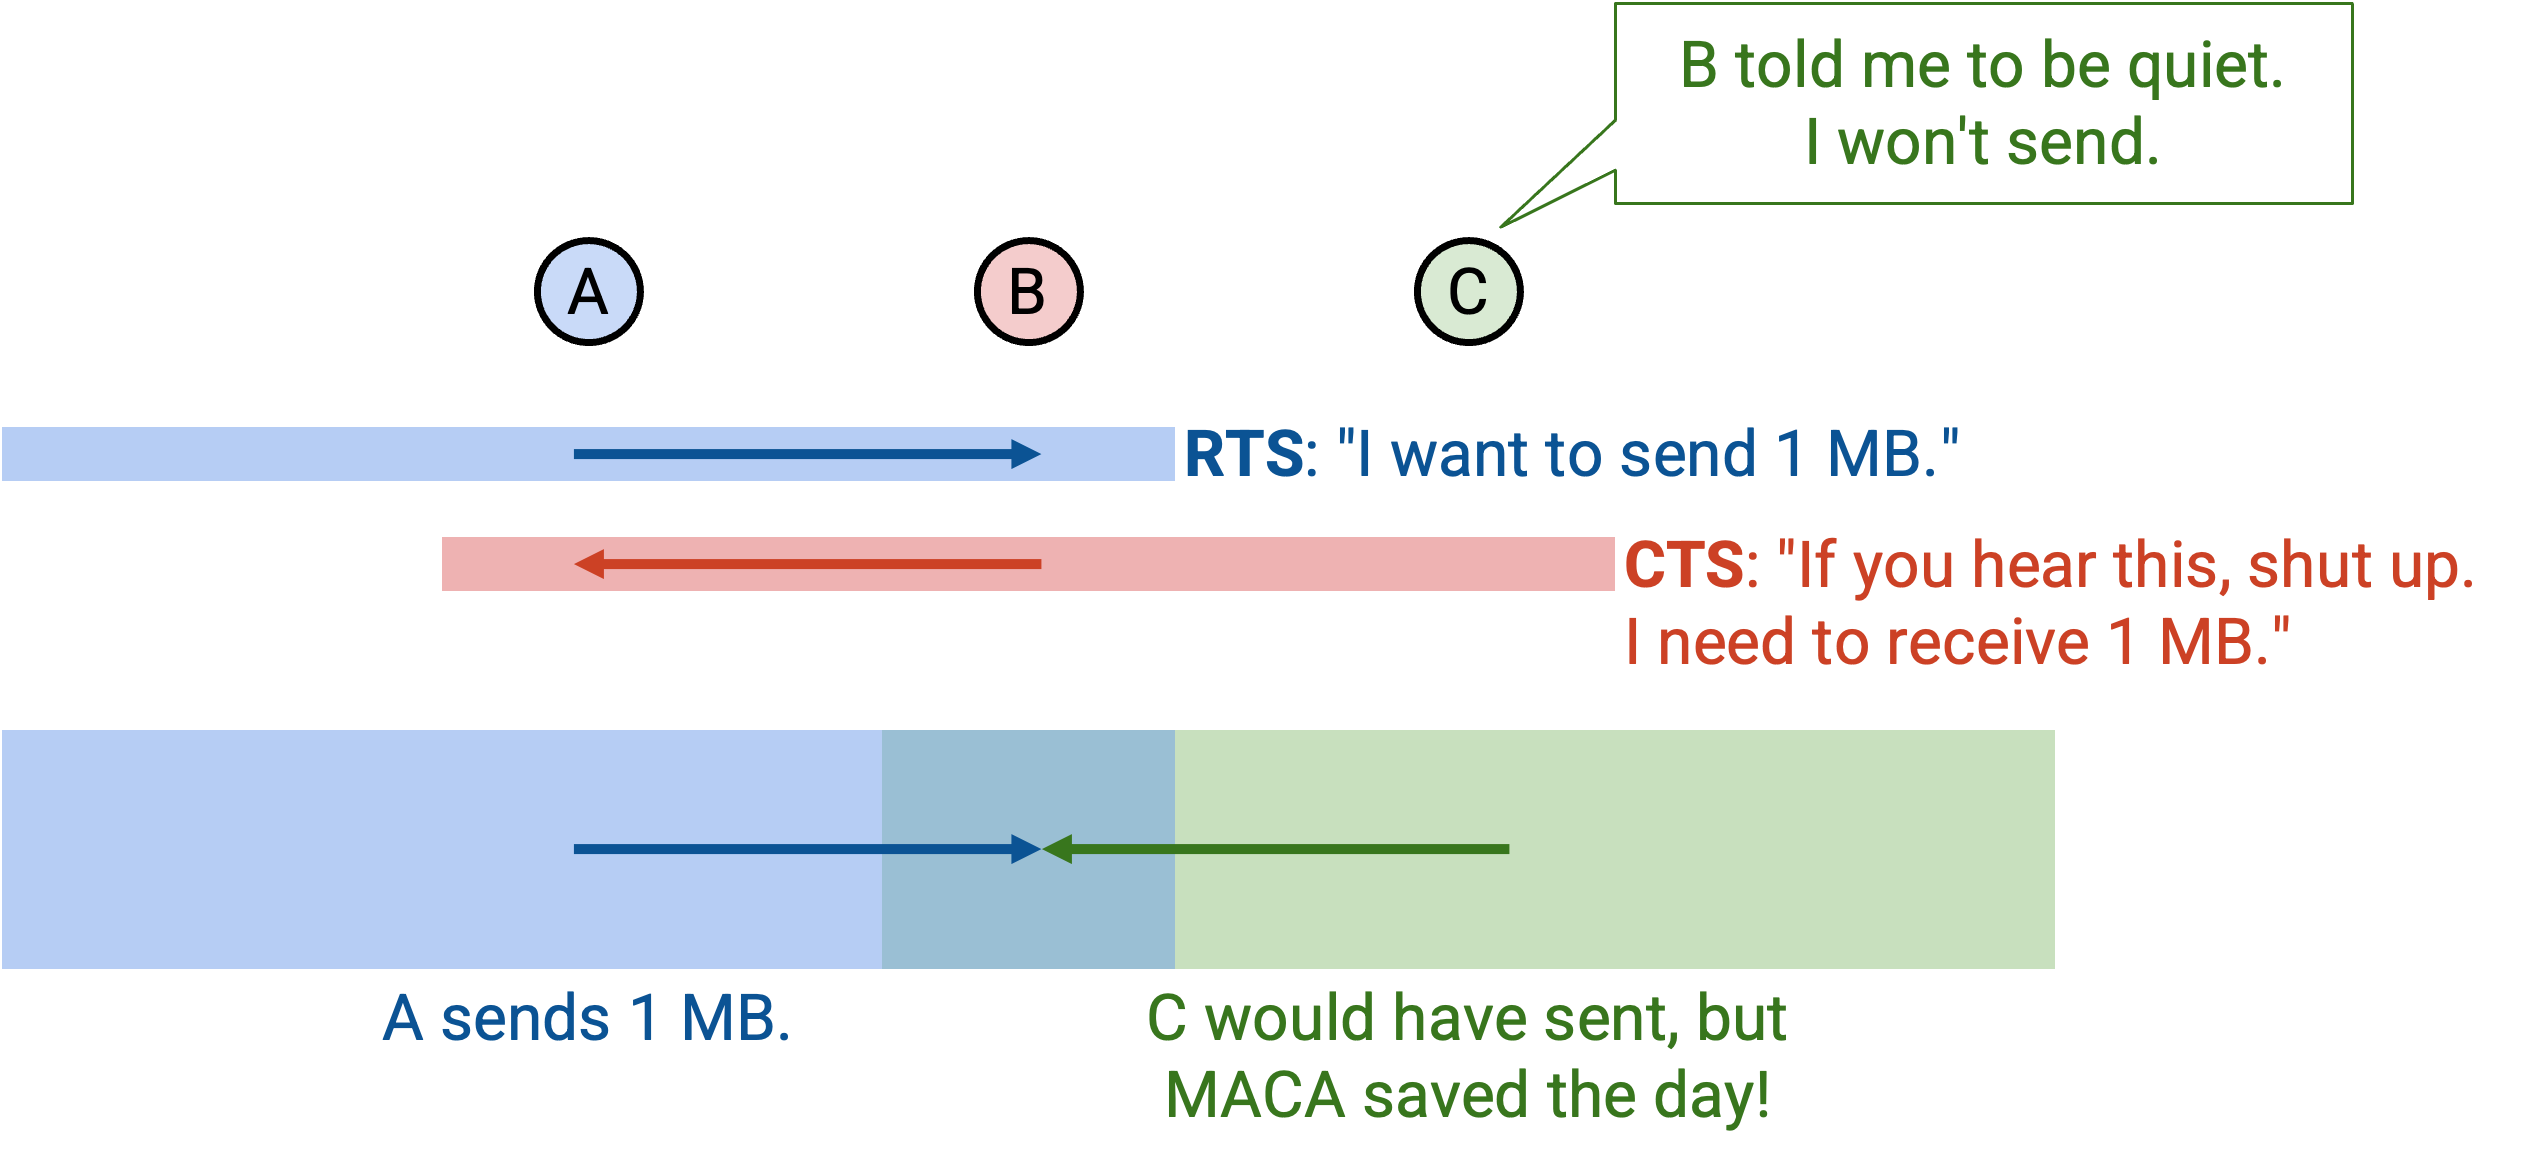 B told me to be quiet.
I won't send.
A
B
C
RTS: "I want to send 1 MB."
CTS: "If you hear this, shut up.
I need to receive 1 MB."
A sends 1 MB.
C would have sent, but
MACA saved the day!